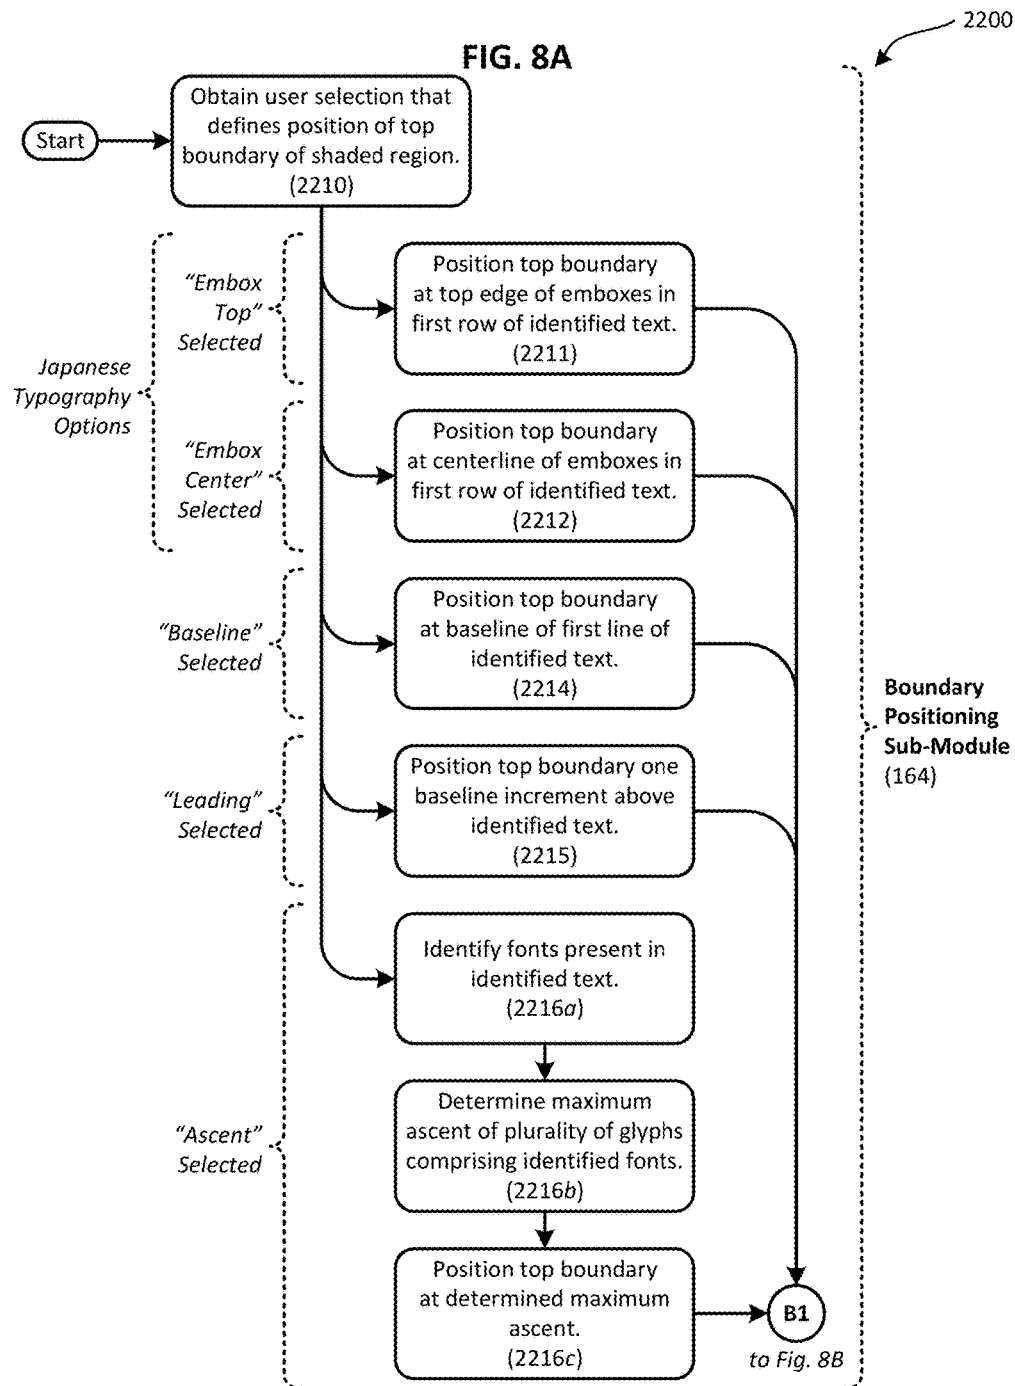 2200
FIG. 8A
Start
Obtain user selection that
defines position of top
boundary of shaded region.
(2210)
Japanese
Typography
Options
“Embox
Top”
Selected
Position top boundary
at top edge of emboxes in
first row of identified text.
(2211)
“Embox
Center”
Selected
Position top boundary
at centerline of emboxes in
first row of identified text.
(2212)
“Baseline”
Selected
Position top boundary
at baseline of first line of
identified text.
(2214)
“Leading”
Selected
Position top boundary one
baseline increment above
identified text.
(2215)
“Ascent”
Selected
Identify fonts present in
identified text.
(2216a)
Determine maximum
ascent of plurality of glyphs
comprising identified fonts.
(2216b)
Position top boundary
at determined maximum
ascent.
(2216c)
B1
to Fig. 8B
Boundary
Positioning
Sub-Module
(164)